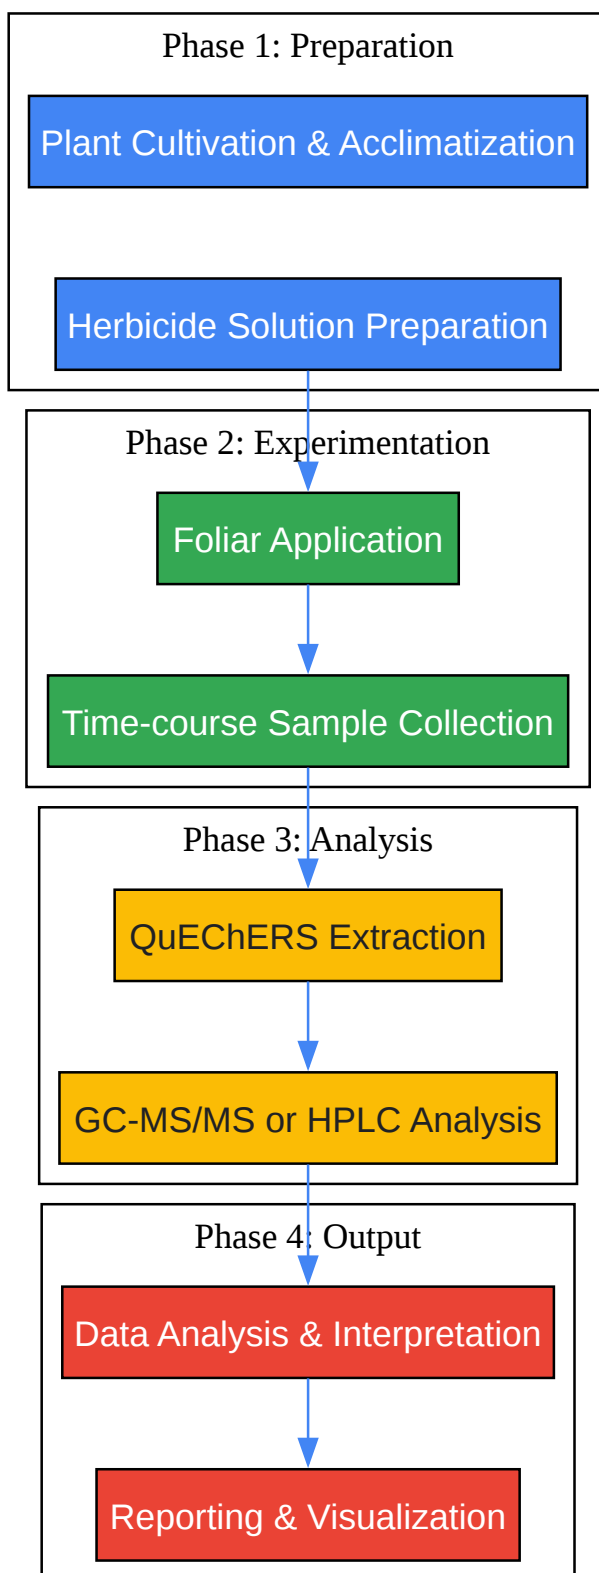 Phase 1: Preparation
Plant Cultivation & Acclimatization
Herbicide Solution Preparation
Phase 2: Experimentation
Foliar Application
Time-course Sample Collection
Phase 3: Analysis
QuEChERS Extraction
GC-MS/MS or HPLC Analysis
Phase 4: Output
Data Analysis & Interpretation
Reporting & Visualization